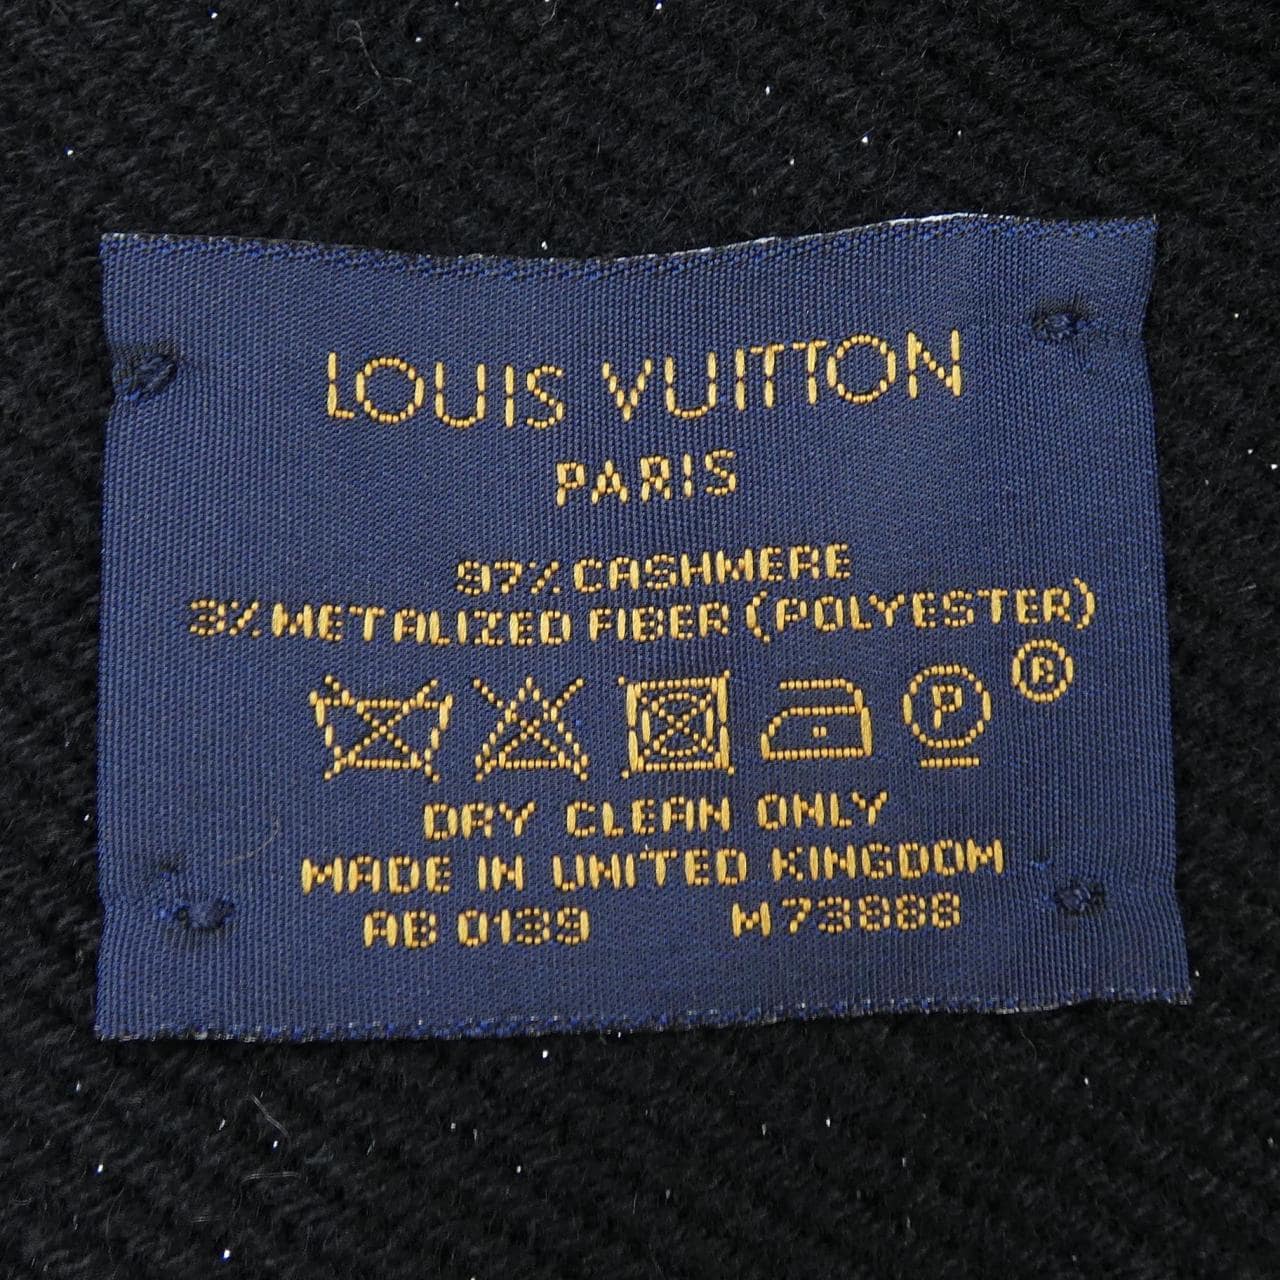 LOUIS VUITTON
PARIS
97% CASHMERE
3% METALIZED FIBER (POLYESTER)
P ®
DRY CLEAN ONLY
MADE IN UNITED KINGDOM
AB 0139 M73888